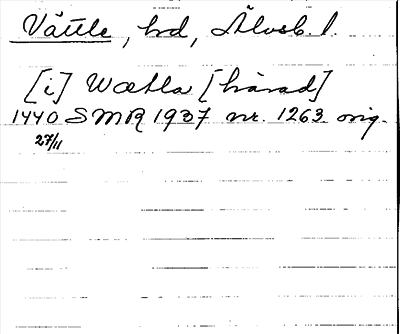 Vättle, hd, Älvsb. l.
[i] Wætla [härad]
1440 SMR 1937 nr. 1263 orig.
27/11